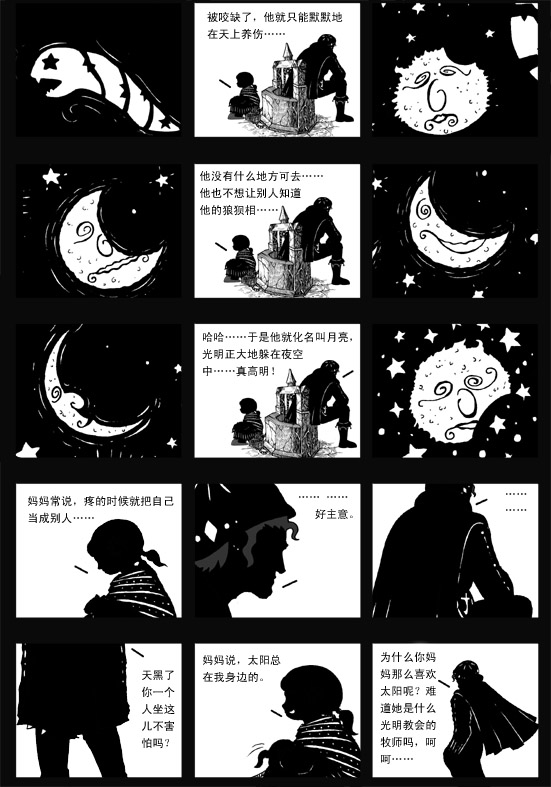 被咬缺了，他就只能默默地
在天上养伤……
他没有什么地方可去……
他也不想让别人知道
他的狼狈相……
哈哈……于是他就化名叫月亮，
光明正大地躲在夜空
中……真高明！
妈妈常说，疼的时候就把自己
当成别人……
…… ……
好主意。
……
……
天黑了
你一个
人坐这
儿不害
怕吗？
妈妈说，太阳总
在我身边的。
为什么你妈
妈那么喜欢
太阳呢？难
道她是什么
光明教会的
牧师吗，呵
呵……